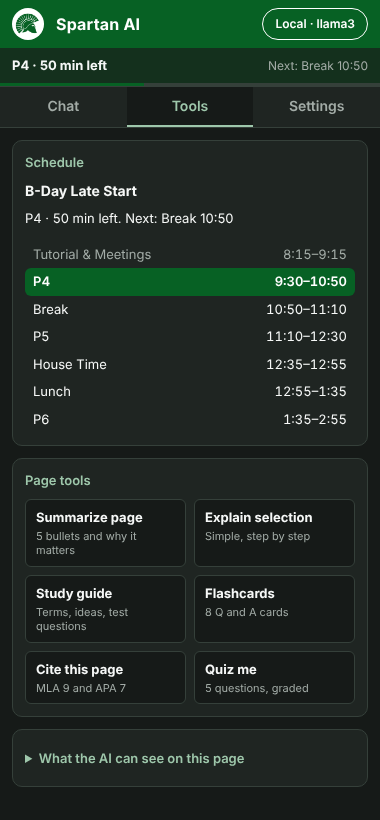 Spartan AI
Local · llama3
P4 · 50 min left
Next: Break 10:50
Chat
Tools
Settings
Schedule
B-Day Late Start
P4 · 50 min left. Next: Break 10:50
Tutorial & Meetings 8:15–9:15
P4 9:30–10:50
Break 10:50–11:10
P5 11:10–12:30
House Time 12:35–12:55
Lunch 12:55–1:35
P6 1:35–2:55
Page tools
Summarize page
5 bullets and why it
matters
Explain selection
Simple, step by step
Study guide
Terms, ideas, test
questions
Flashcards
8 Q and A cards
Cite this page
MLA 9 and APA 7
Quiz me
5 questions, graded
What the AI can see on this page